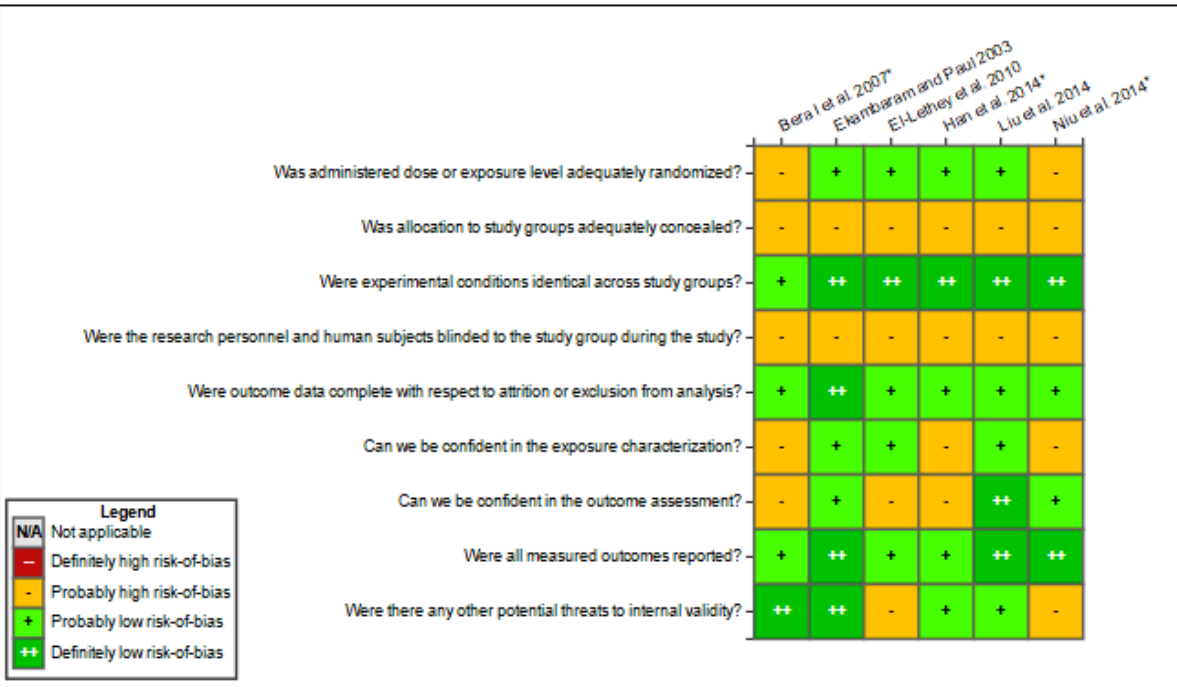 Bera l et al. 2007*
Ekambaram and Paul 2003
El-Lethey et al. 2010
Han et al. 2014*
Liu et al. 2014
Niu et al. 2014*
Was administered dose or exposure level adequately randomized? - + + + + -
Was allocation to study groups adequately concealed? - - - - - -
Were experimental conditions identical across study groups? + ++ ++ ++ ++ ++
Were the research personnel and human subjects blinded to the study group during the study? - - - - - -
Were outcome data complete with respect to attrition or exclusion from analysis? + ++ + + + +
Can we be confident in the exposure characterization? - + + - + -
Can we be confident in the outcome assessment? - + - - ++ +
Were all measured outcomes reported? + ++ + + ++ ++
Were there any other potential threats to internal validity? ++ ++ - + + -
Legend
N/A Not applicable
-- Definitely high risk-of-bias
- Probably high risk-of-bias
+ Probably low risk-of-bias
++ Definitely low risk-of-bias